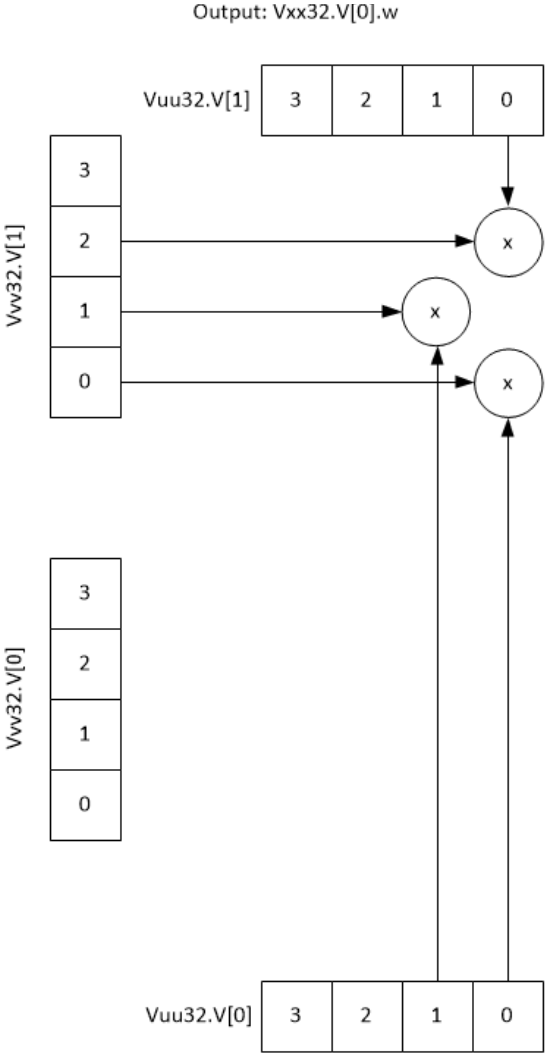 Output: Vxx32.V[0].w
Vuu32.V[1] 3 2 1 0
Vvv32.V[1]
3
2
1
0
x
x
x
Vvv32.V[0]
3
2
1
0
Vuu32.V[0] 3 2 1 0